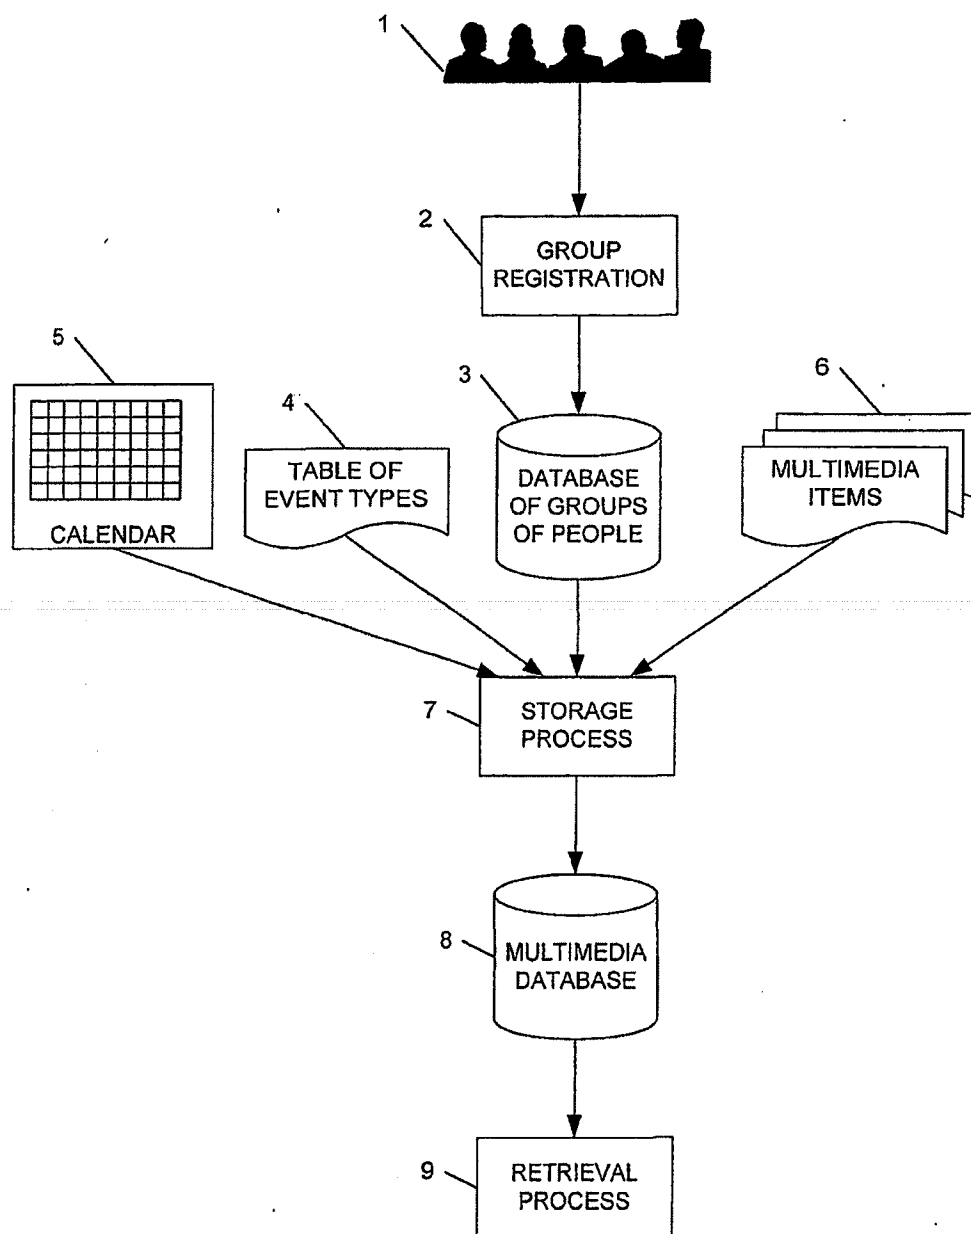 1
2
GROUP
REGISTRATION
5
4
3
6
CALENDAR
TABLE OF
EVENT TYPES
DATABASE
OF GROUPS
OF PEOPLE
MULTIMEDIA
ITEMS
7
STORAGE
PROCESS
8
MULTIMEDIA
DATABASE
9
RETRIEVAL
PROCESS